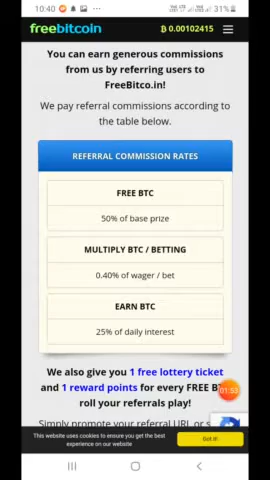 10:40
31%
freebitcoin
₿ 0.00102415
You can earn generous commissions
from us by referring users to
FreeBitco.in!
We pay referral commissions according to
the table below.
REFERRAL COMMISSION RATES
FREE BTC
50% of base prize
MULTIPLY BTC / BETTING
0.40% of wager / bet
EARN BTC
25% of daily interest
We also give you 1 free lottery ticket
and 1 reward points for every FREE B
01:53
roll your referrals play!
Simply promote your referral URL or
This website uses cookies to ensure you get the best
experience on our website
Got it!